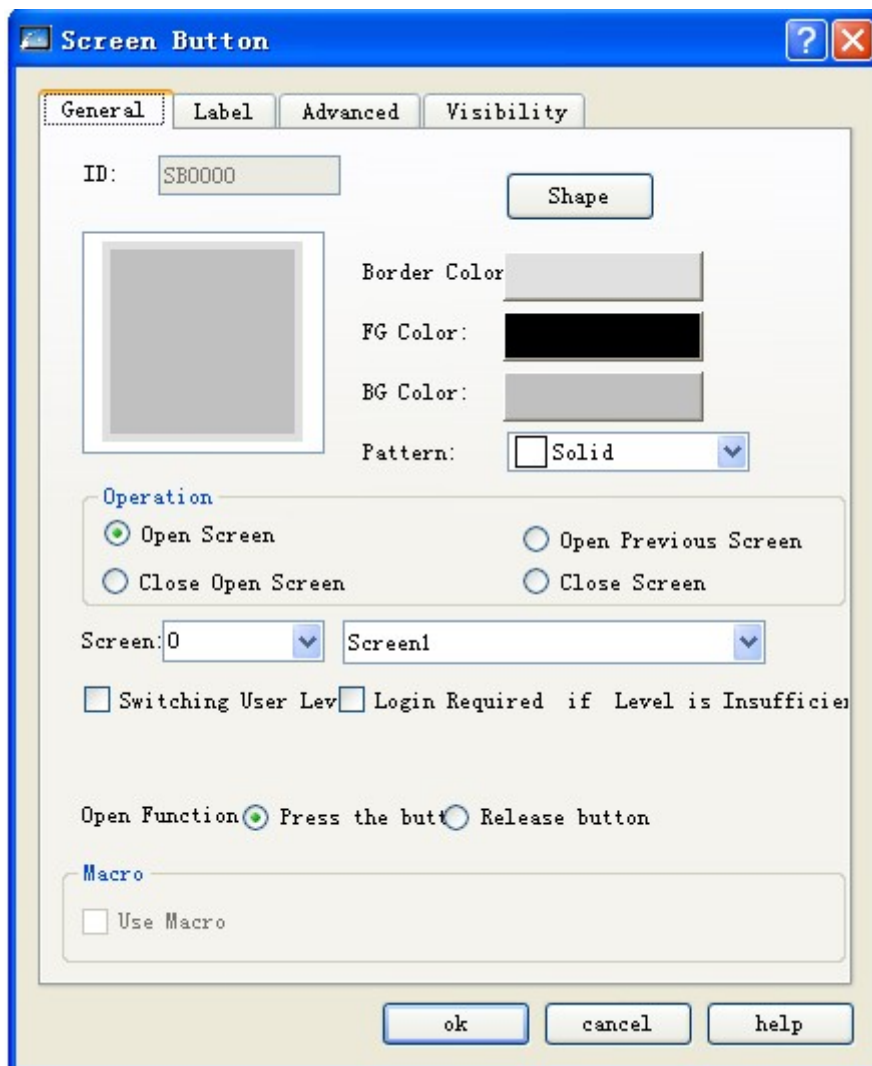 Screen Button
General Label Advanced Visibility
ID: SB0000
Shape
Border Color
FG Color:
BG Color:
Pattern: Solid
Operation
Open Screen Open Previous Screen
Close Open Screen Close Screen
Screen: 0 Screen1
Switching User Lev Login Required if Level is Insufficien
Open Function Press the butt Release button
Macro
Use Macro
ok cancel help